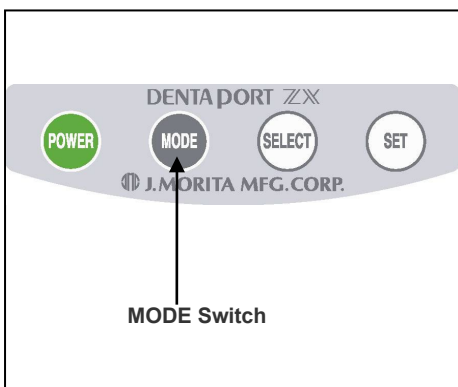 DENTAPORT ZX
POWER MODE SELECT SET
J.MORITA MFG.CORP.
MODE Switch